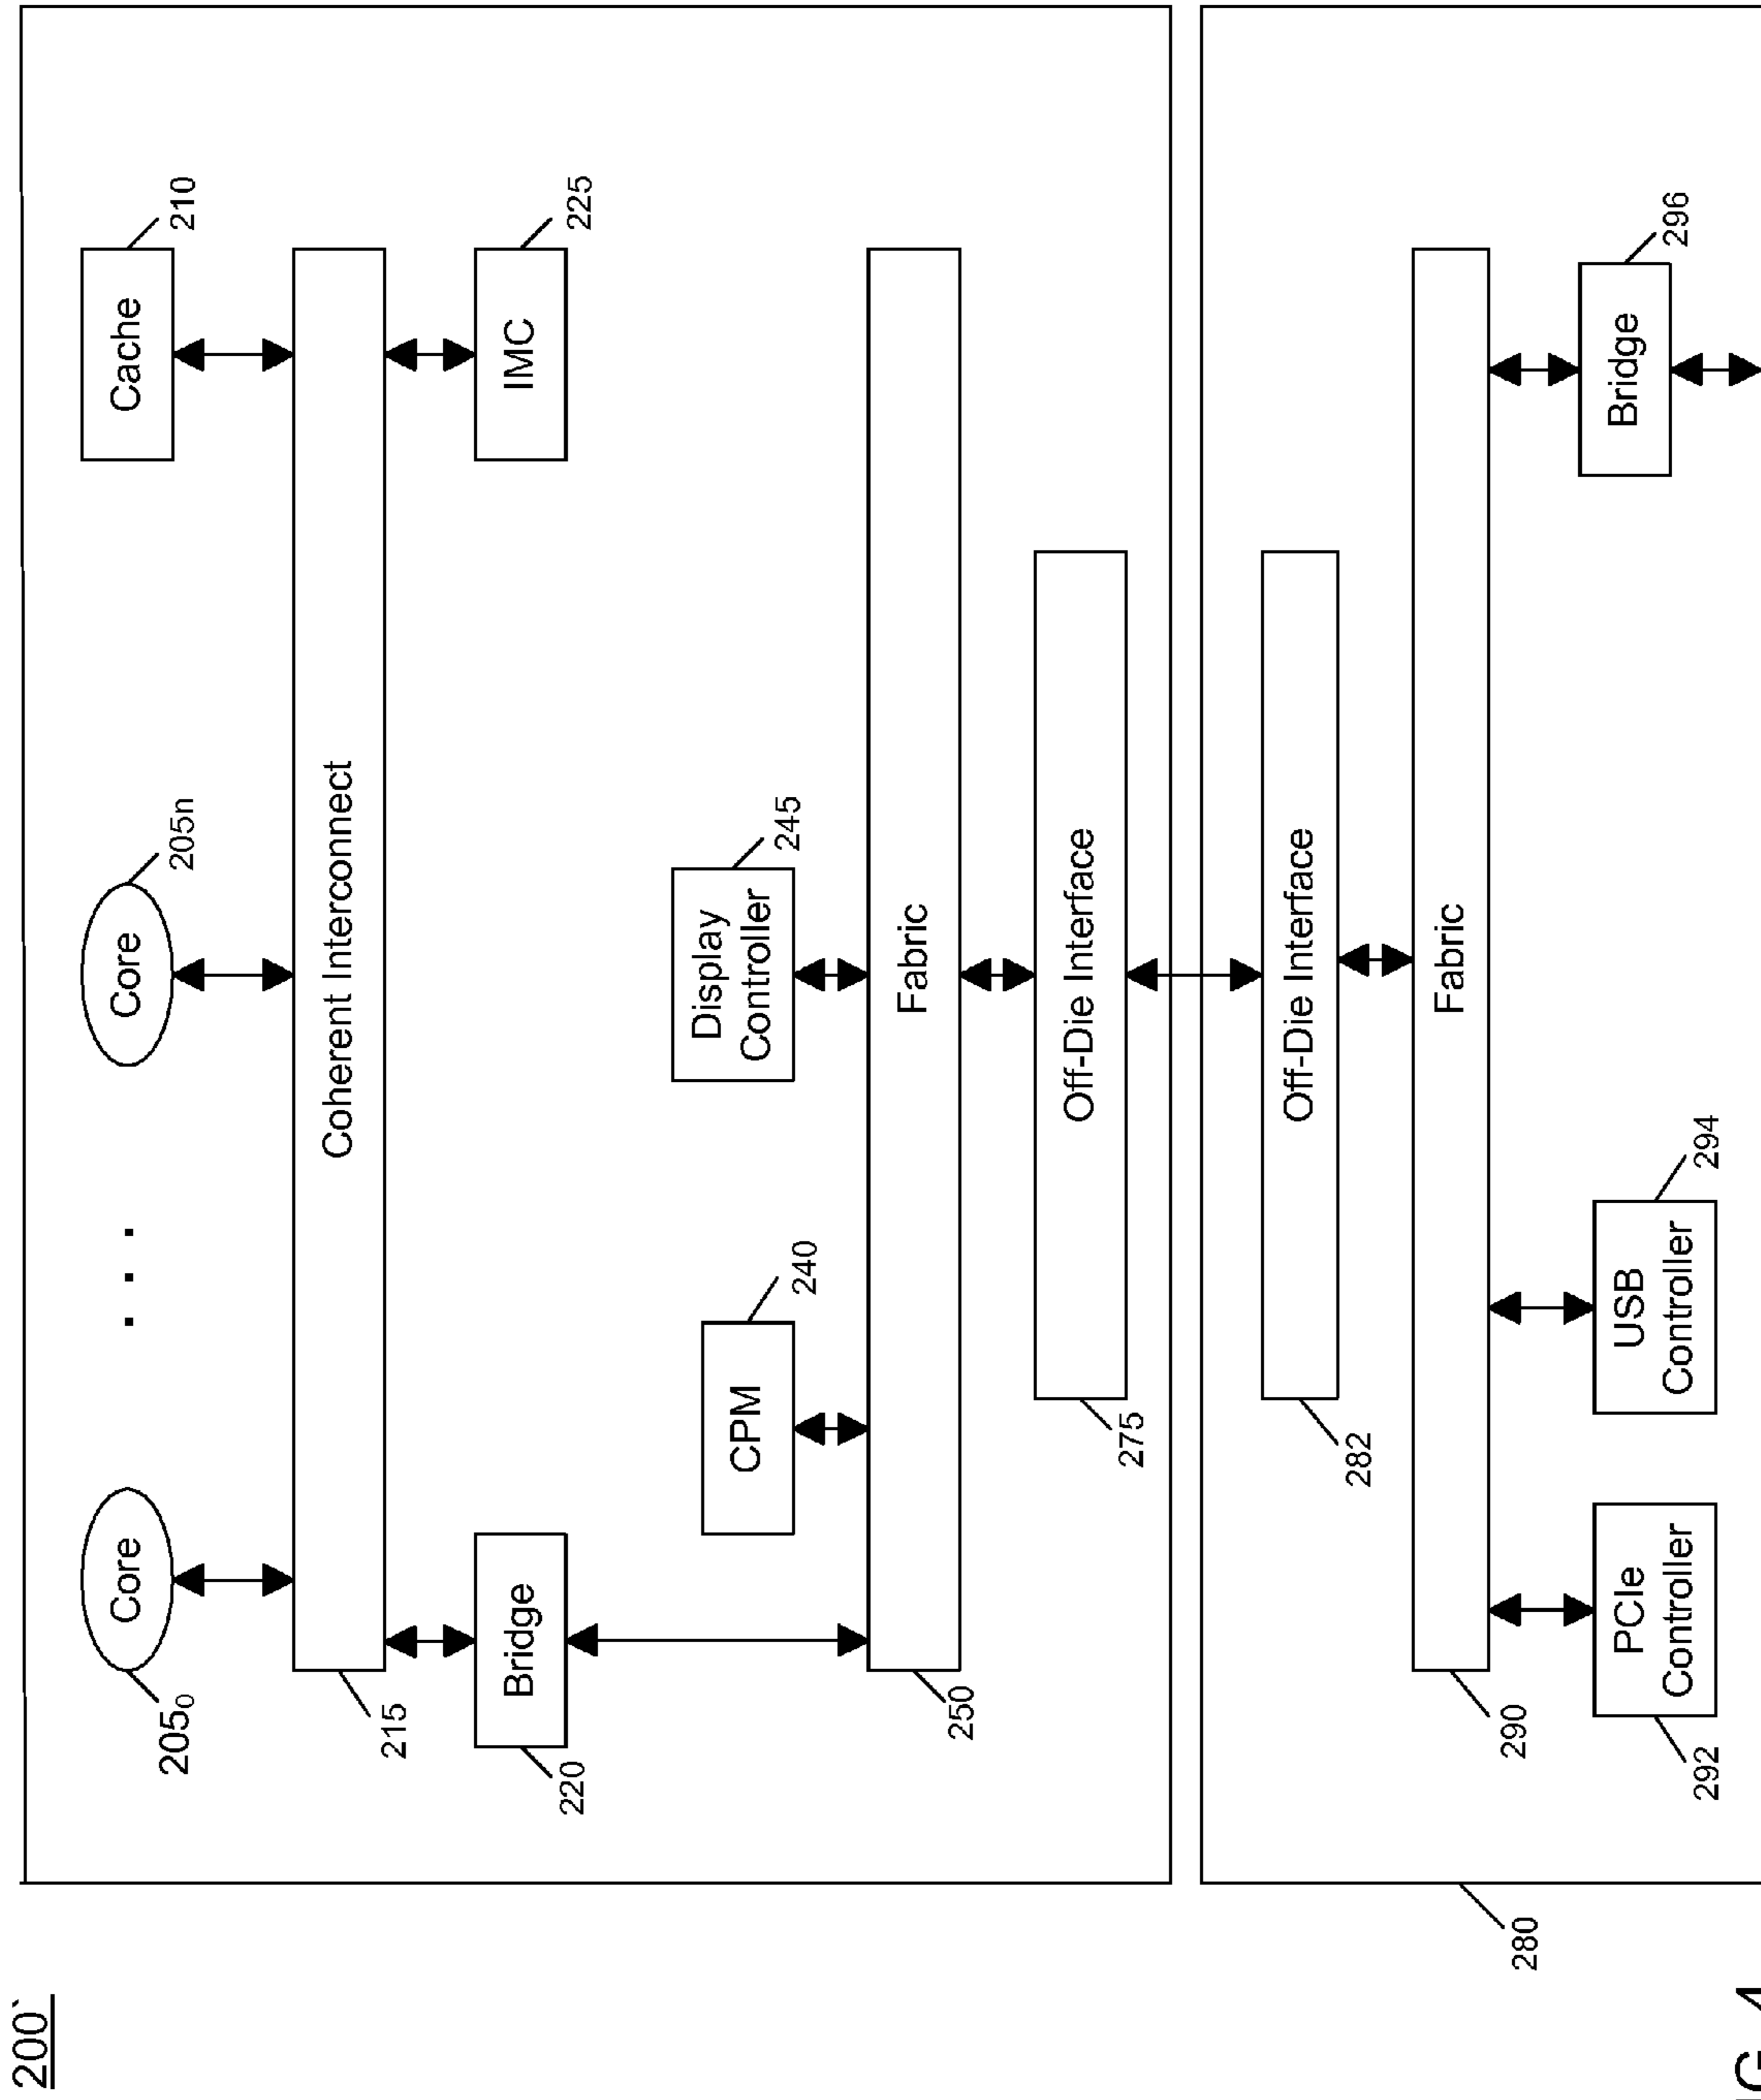 200`
Core
205₀
. . .
Core
205n
Cache
210
Coherent Interconnect
215
Bridge
220
IMC
225
CPM
240
Display
Controller
245
Fabric
250
Off-Die Interface
275
280
Off-Die Interface
282
Fabric
290
PCIe
Controller
292
USB
Controller
294
Bridge
296